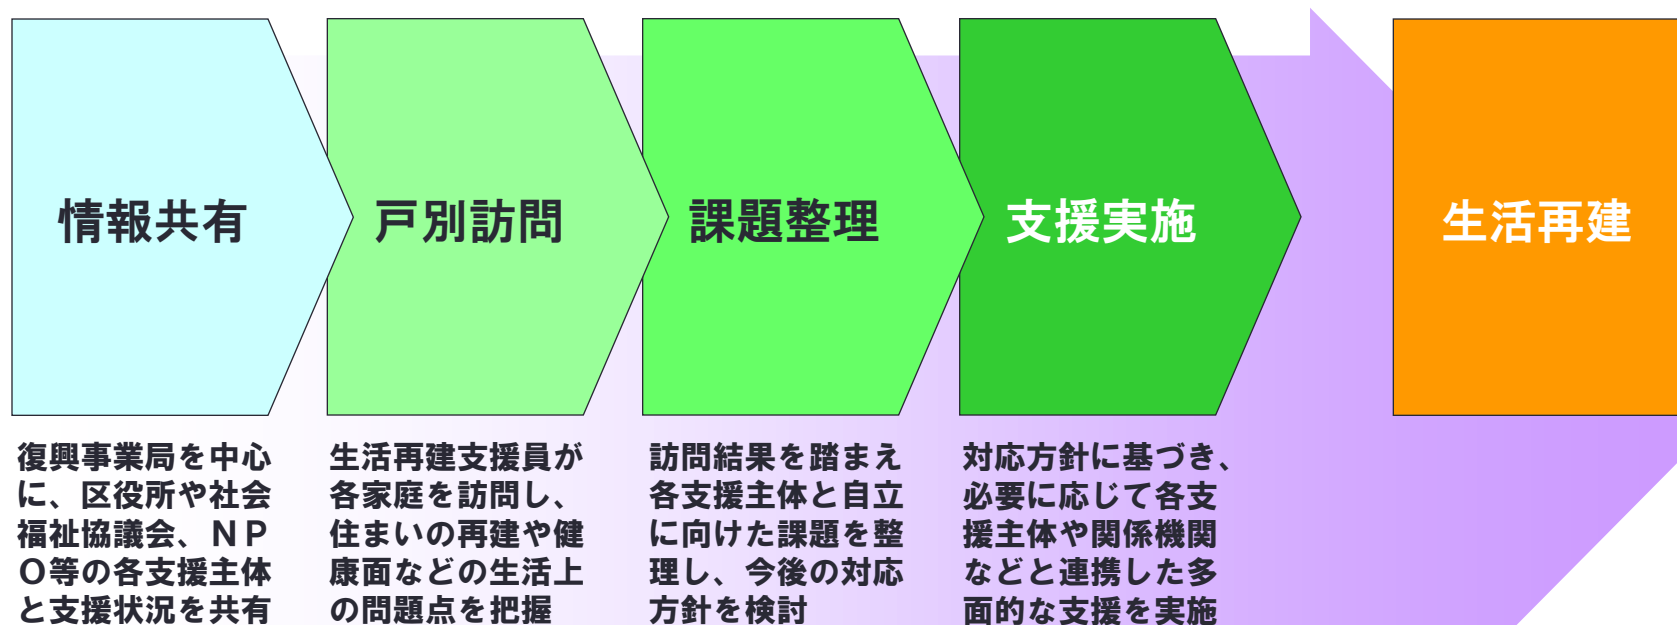 情報共有
戸別訪問
課題整理
支援実施
生活再建
復興事業局を中心
に、区役所や社会
福祉協議会、ＮＰ
Ｏ等の各支援主体
と支援状況を共有
生活再建支援員が
各家庭を訪問し、
住まいの再建や健
康面などの生活上
の問題点を把握
訪問結果を踏まえ
各支援主体と自立
に向けた課題を整
理し、今後の対応
方針を検討
対応方針に基づき、
必要に応じて各支
援主体や関係機関
などと連携した多
面的な支援を実施